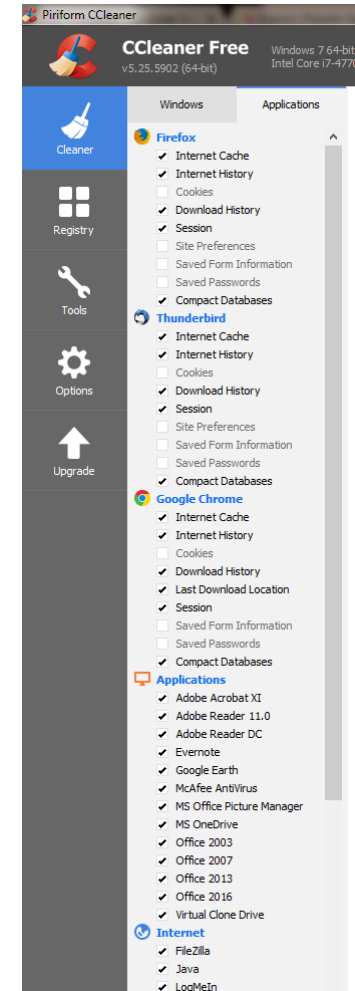 Piriform CCleaner
CCleaner Free
v5.25.5902 (64-bit)
Windows 7 64-bit
Intel Core i7-4770
Cleaner
Registry
Tools
Options
Upgrade
Windows
Applications
Firefox
Internet Cache
Internet History
Cookies
Download History
Session
Site Preferences
Saved Form Information
Saved Passwords
Compact Databases
Thunderbird
Internet Cache
Internet History
Cookies
Download History
Session
Site Preferences
Saved Form Information
Saved Passwords
Compact Databases
Google Chrome
Internet Cache
Internet History
Cookies
Download History
Last Download Location
Session
Saved Form Information
Saved Passwords
Compact Databases
Applications
Adobe Acrobat XI
Adobe Reader 11.0
Adobe Reader DC
Evernote
Google Earth
McAfee AntiVirus
MS Office Picture Manager
MS OneDrive
Office 2003
Office 2007
Office 2013
Office 2016
Virtual Clone Drive
Internet
FileZilla
Java
LogMeIn